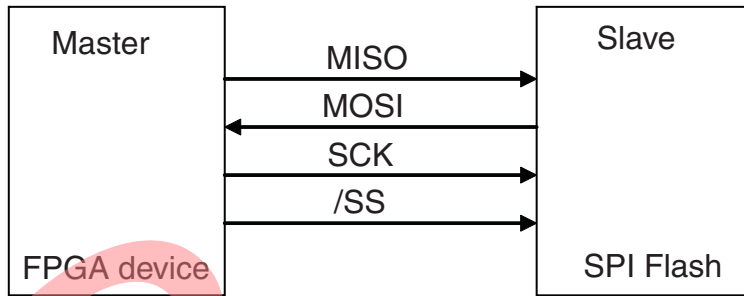 Master
Slave
MISO
MOSI
SCK
/SS
FPGA device
SPI Flash